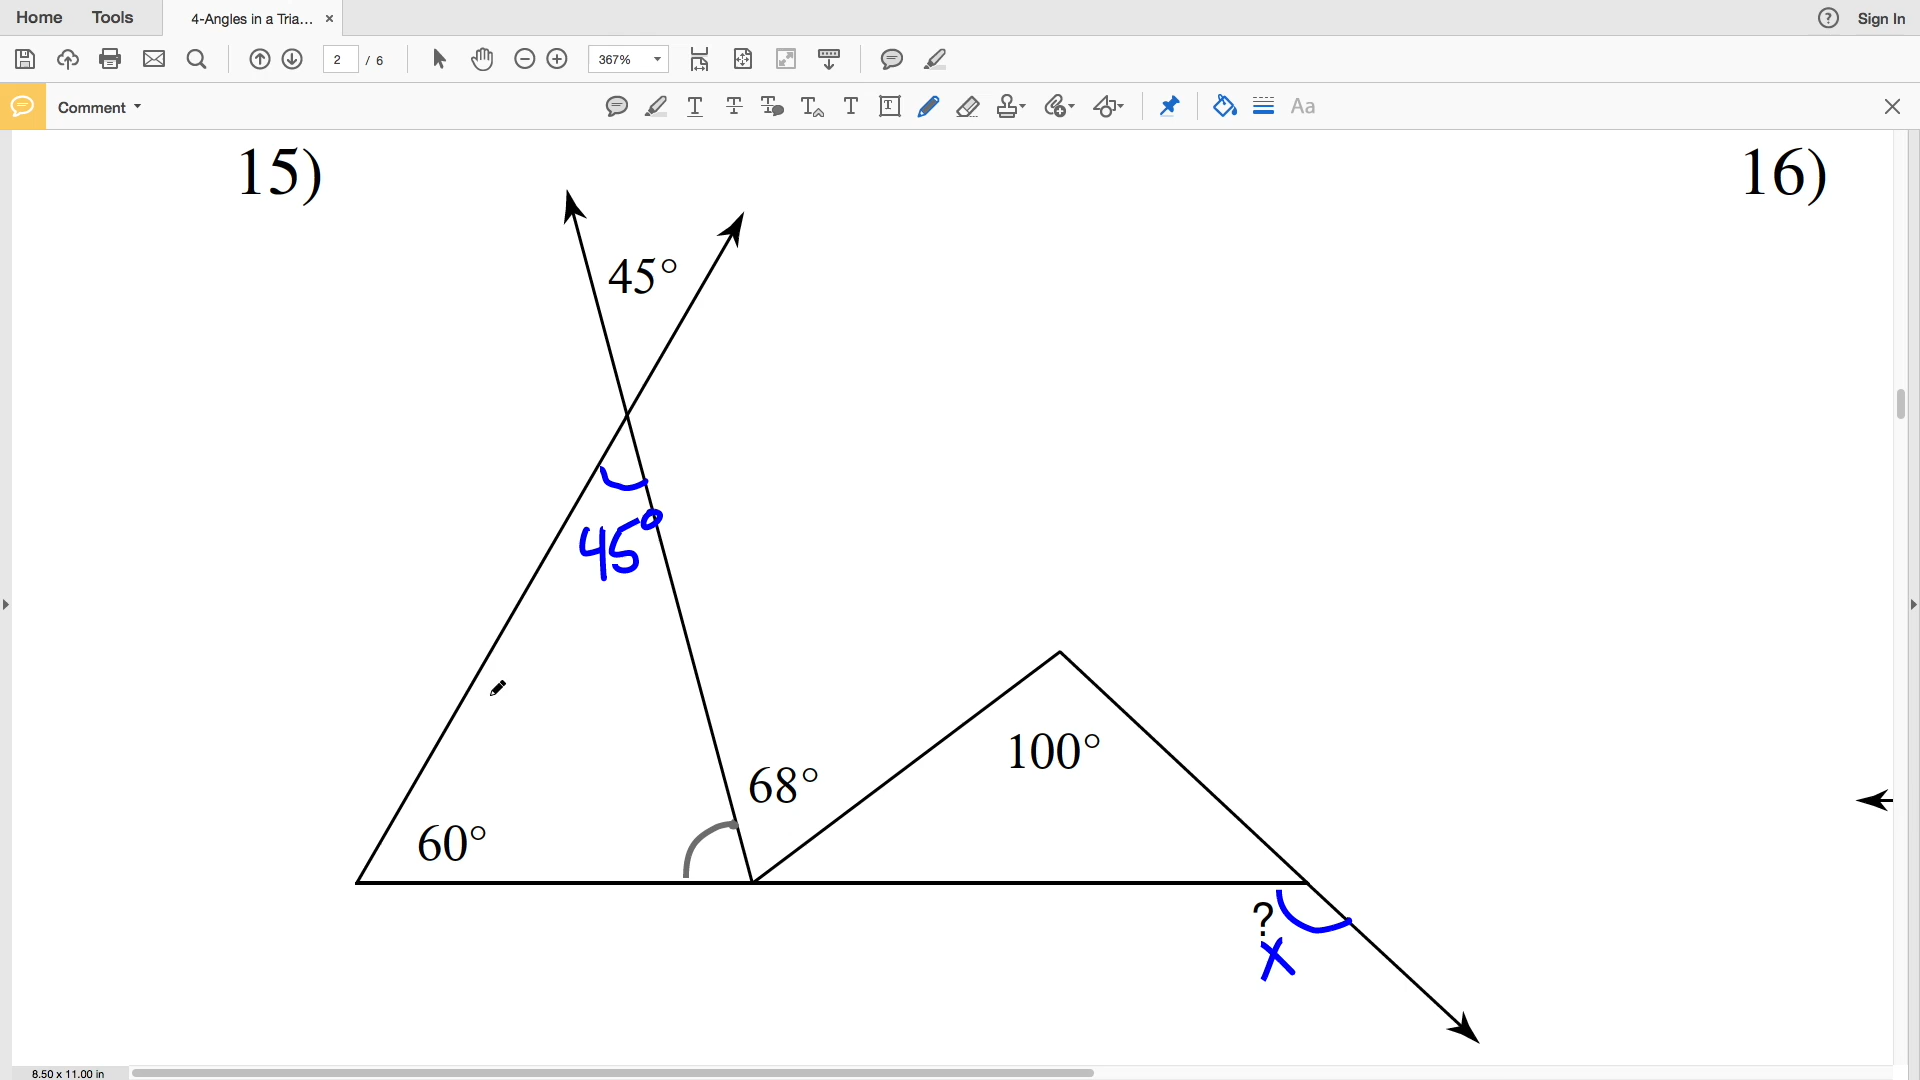 Home Tools 4-Angles in a Tria... × ? Sign In
2 / 6 367%
Comment T T T T T T Aa
15) 16)
45°
45°
100°
68°
60°
?
x
8.50 x 11.00 in